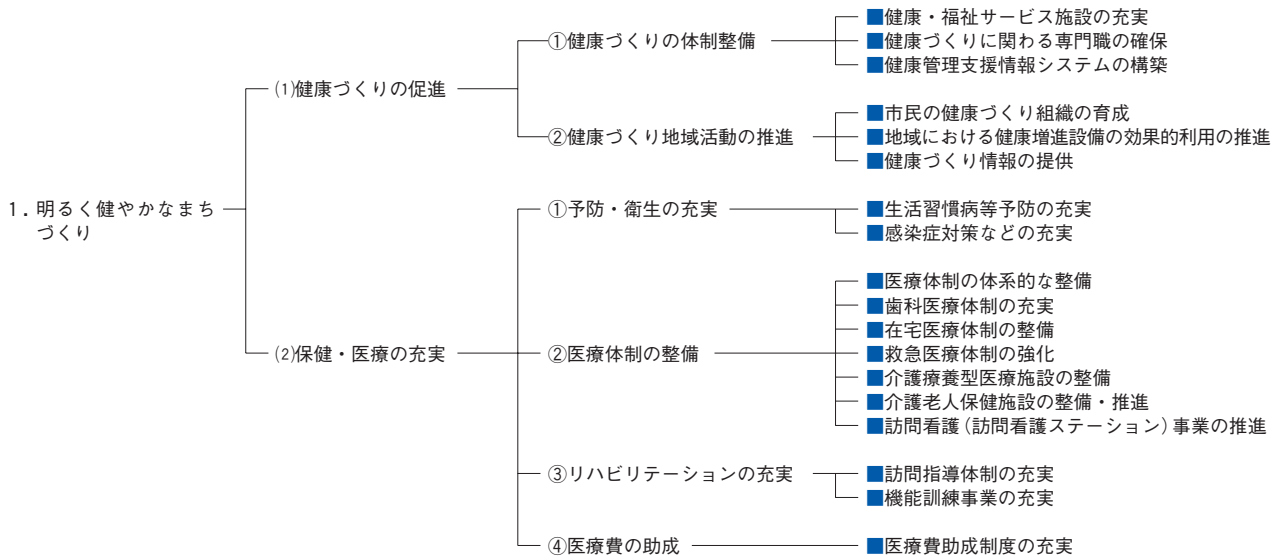 1．明るく健やかなまち
づくり
⑴健康づくりの促進
①健康づくりの体制整備
■健康・福祉サービス施設の充実
■健康づくりに関わる専門職の確保
■健康管理支援情報システムの構築
②健康づくり地域活動の推進
■市民の健康づくり組織の育成
■地域における健康増進設備の効果的利用の推進
■健康づくり情報の提供
⑵保健・医療の充実
①予防・衛生の充実
■生活習慣病等予防の充実
■感染症対策などの充実
②医療体制の整備
■医療体制の体系的な整備
■歯科医療体制の充実
■在宅医療体制の整備
■救急医療体制の強化
■介護療養型医療施設の整備
■介護老人保健施設の整備・推進
■訪問看護（訪問看護ステーション）事業の推進
③リハビリテーションの充実
■訪問指導体制の充実
■機能訓練事業の充実
④医療費の助成
■医療費助成制度の充実